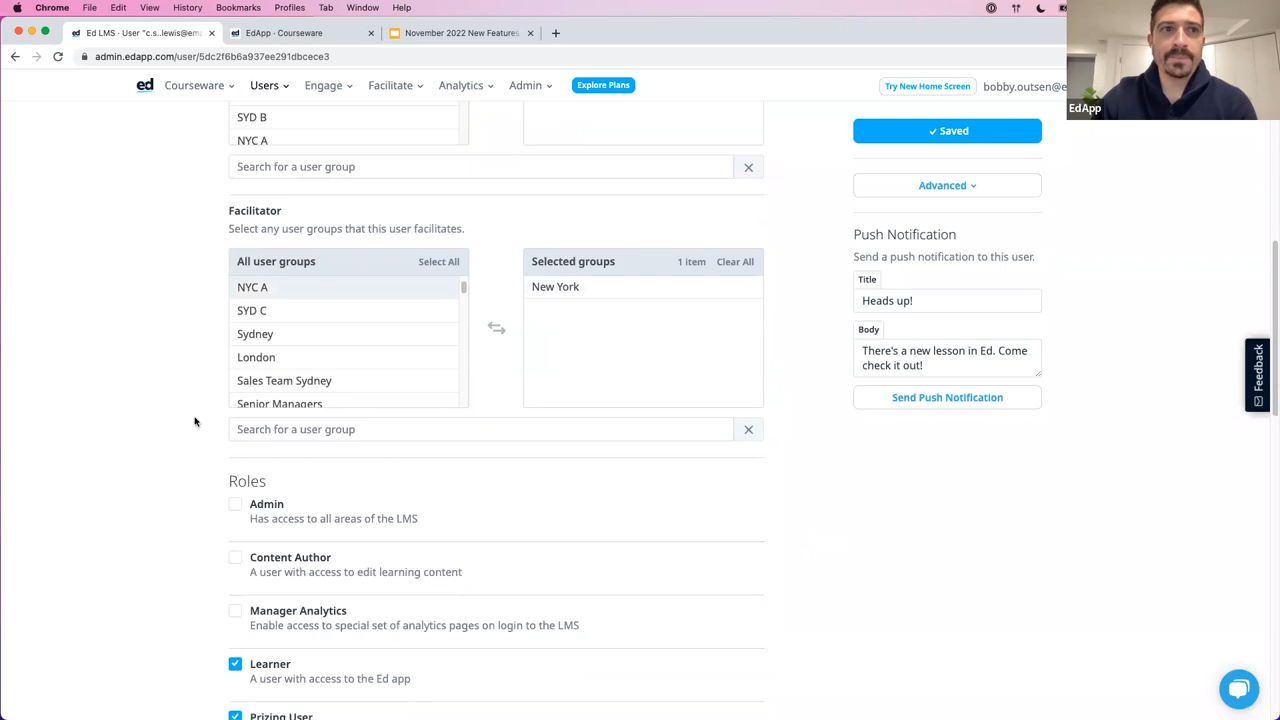 Chrome File Edit View History Bookmarks Profiles Tab Window Help
Ed LMS - User "c.s..lewis@em
EdApp - Courseware
November 2022 New Features
admin.edapp.com/user/5dc2f6b6a937ee291dbcece3
ed Courseware Users Engage Facilitate Analytics Admin Explore Plans Try New Home Screen bobby.outsen@e
EdApp
SYD B
NYC A
Search for a user group
Saved
Advanced
Facilitator
Select any user groups that this user facilitates.
All user groups Select All
NYC A
SYD C
Sydney
London
Sales Team Sydney
Senior Managers
Selected groups 1 item Clear All
New York
Search for a user group
Push Notification
Send a push notification to this user.
Title
Heads up!
Body
There's a new lesson in Ed. Come
check it out!
Send Push Notification
Feedback
Roles
Admin
Has access to all areas of the LMS
Content Author
A user with access to edit learning content
Manager Analytics
Enable access to special set of analytics pages on login to the LMS
Learner
A user with access to the Ed app
Prizing User